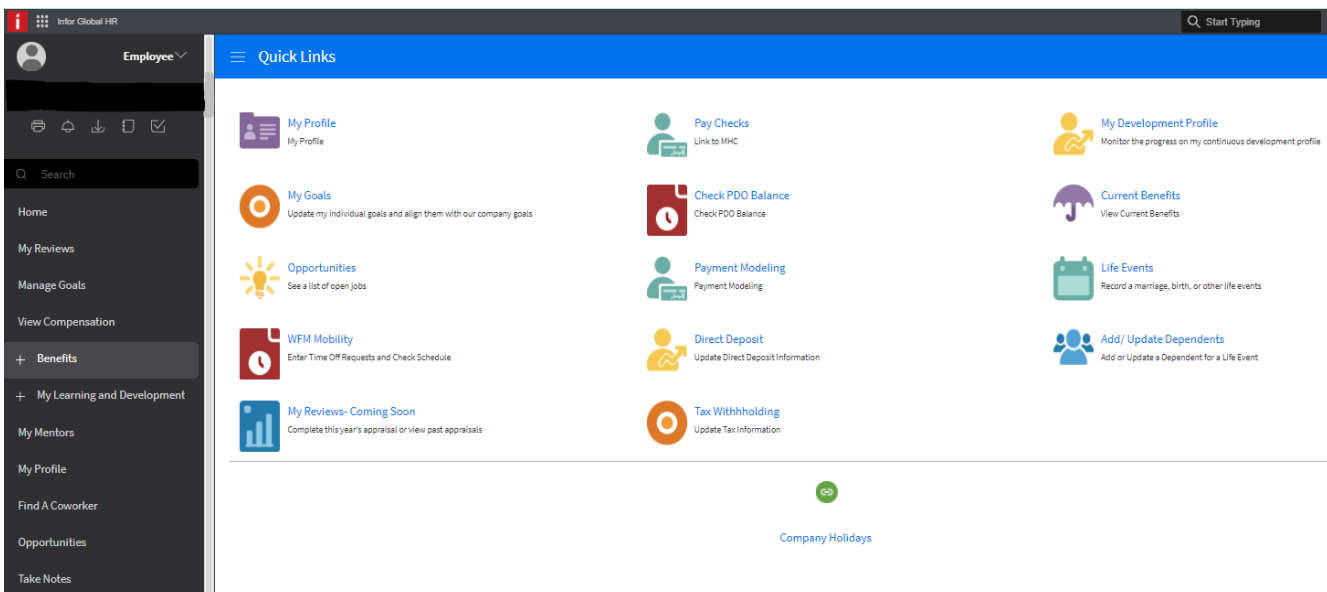 i Infor Global HR
Start Typing
Employee
Quick Links
Search
Home
My Reviews
Manage Goals
View Compensation
+ Benefits
+ My Learning and Development
My Mentors
My Profile
Find A Coworker
Opportunities
Take Notes
My Profile
My Profile
Pay Checks
Link to MHC
My Development Profile
Monitor the progress on my continuous development profile
My Goals
Update my individual goals and align them with our company goals
Check PDO Balance
Check PDO Balance
Current Benefits
View Current Benefits
Opportunities
See a list of open jobs
Payment Modeling
Payment Modeling
Life Events
Record a marriage, birth, or other life events
WFM Mobility
Enter Time Off Requests and Check Schedule
Direct Deposit
Update Direct Deposit Information
Add/ Update Dependents
Add or Update a Dependent for a Life Event
My Reviews- Coming Soon
Complete this year's appraisal or view past appraisals
Tax Withhholding
Update Tax Information
Company Holidays